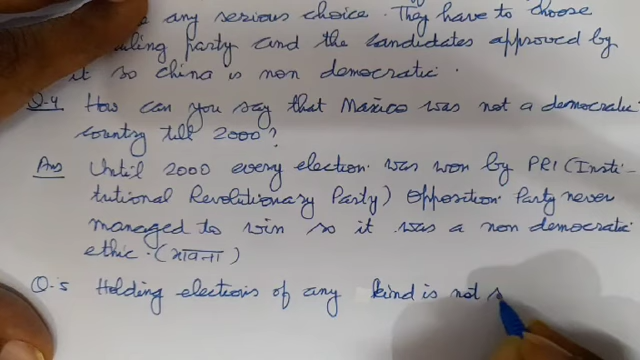 any serious choice. They have to choose
ruling party and the candidates approved by
it so china is non democratic.
Q.4 How can you say that Maxico was not a democratic
country till 2000?
Ans Until 2000 every election was won by PRI (Insti-
tutional Revolutionary Party) Opposition Party never
managed to win so it was a non democratic
ethic. (भावना)
Q.5 Holding elections of any kind is not s